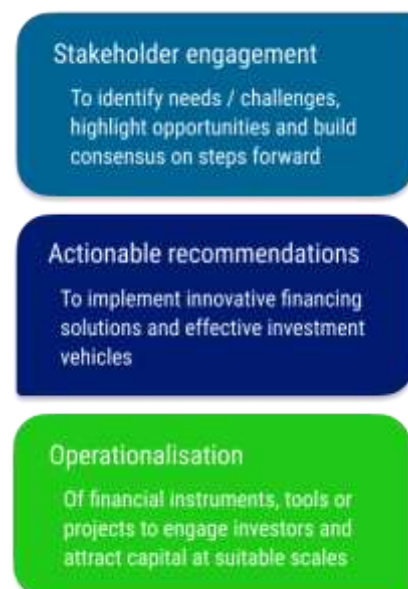 Stakeholder engagement
To identify needs / challenges,
highlight opportunities and build
consensus on steps forward
Actionable recommendations
To implement innovative financing
solutions and effective investment
vehicles
Operationalisation
Of financial instruments, tools or
projects to engage investors and
attract capital at suitable scales